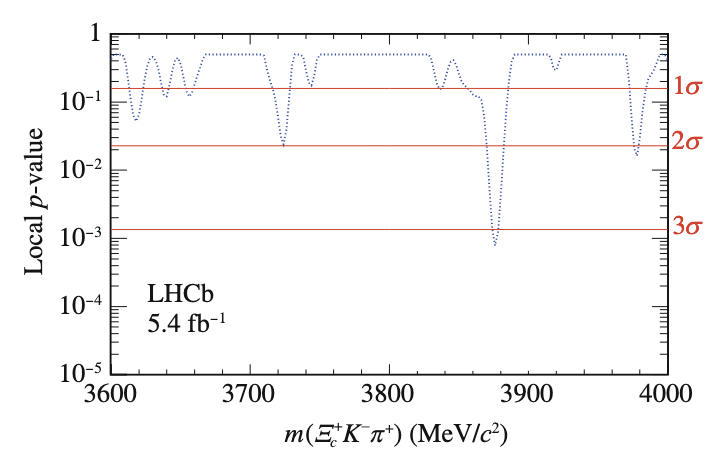 1
10⁻¹
10⁻²
10⁻³
10⁻⁴
10⁻⁵
Local p-value
1σ
2σ
3σ
LHCb
5.4 fb⁻¹
3600 3700 3800 3900 4000
m(Ξc⁺K⁻π⁺) (MeV/c²)